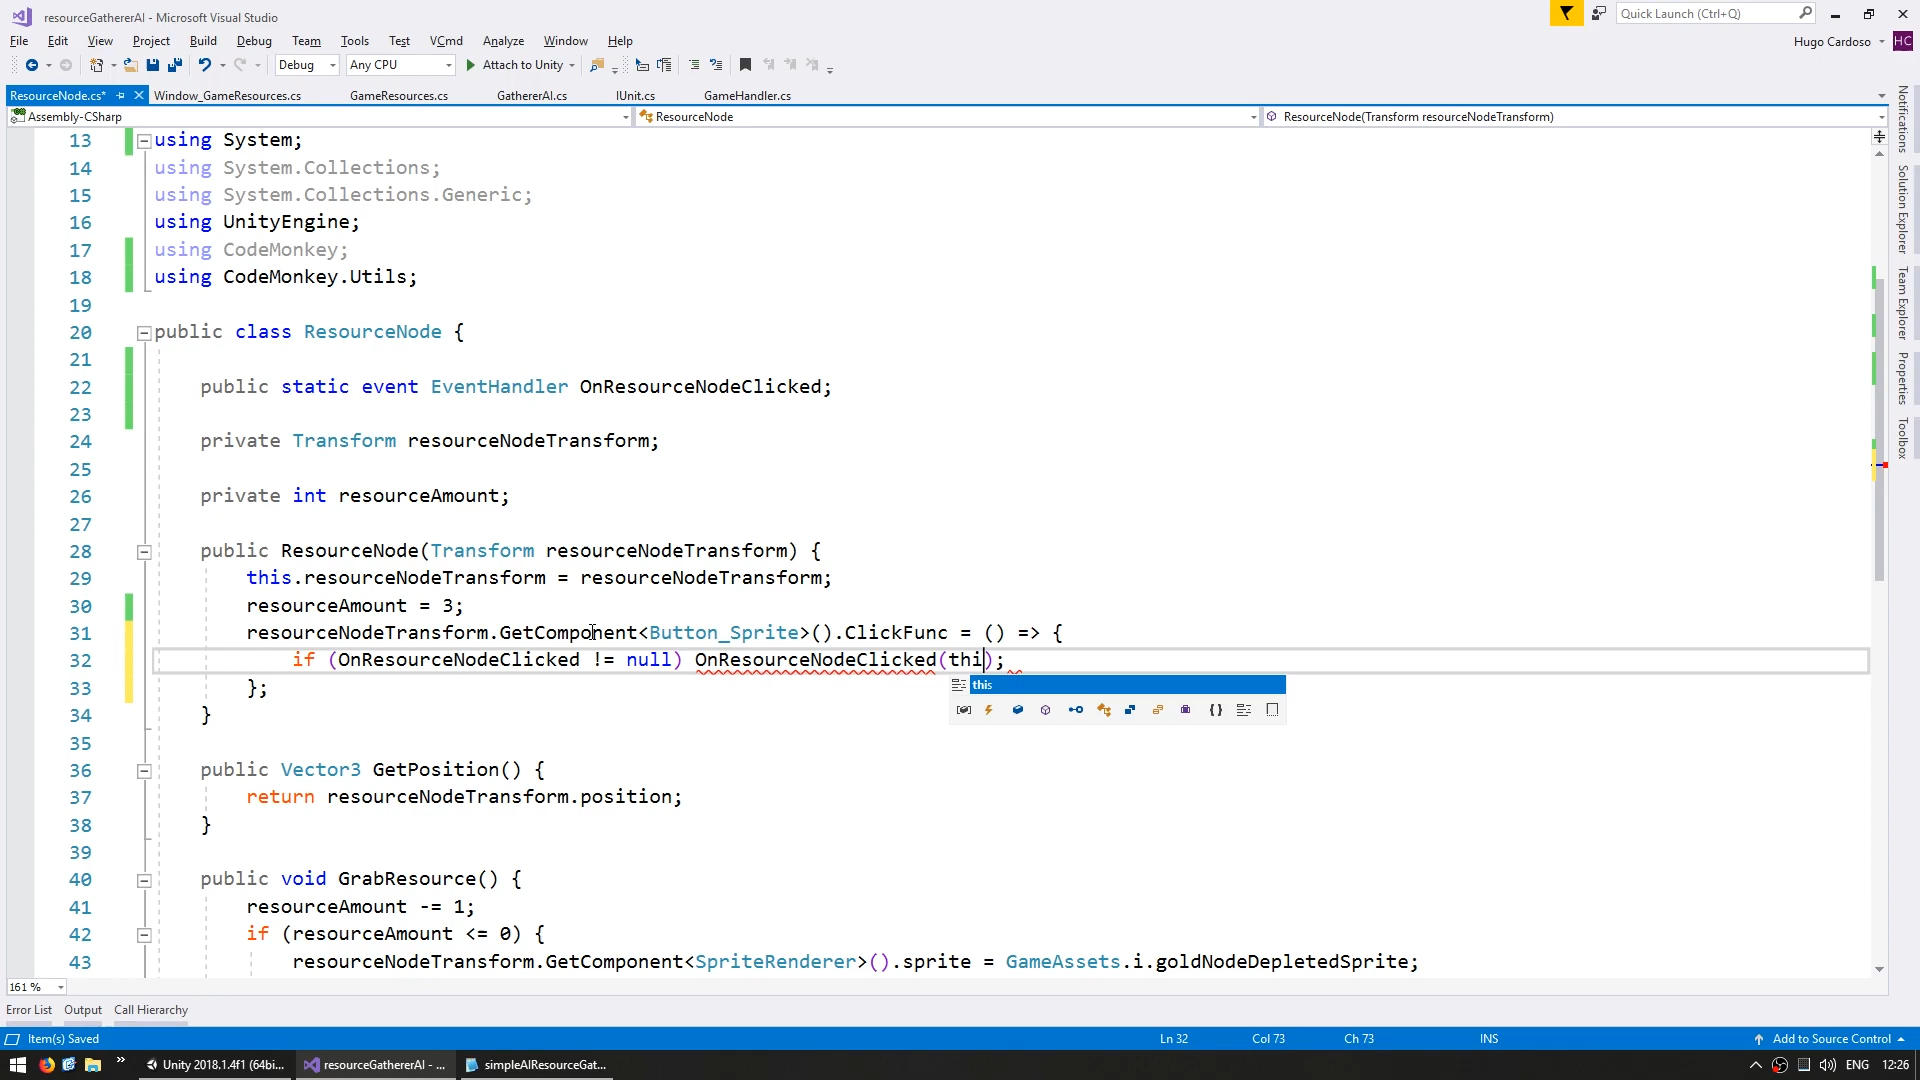 resourceGathererAI - Microsoft Visual Studio
Quick Launch (Ctrl+Q)
File Edit View Project Build Debug Team Tools Test VCmd Analyze Window Help
Hugo Cardoso HC
Debug Any CPU Attach to Unity
ResourceNode.cs* Window_GameResources.cs GameResources.cs GathererAI.cs IUnit.cs GameHandler.cs
Assembly-CSharp ResourceNode ResourceNode(Transform resourceNodeTransform)
13 using System;
14 using System.Collections;
15 using System.Collections.Generic;
16 using UnityEngine;
17 using CodeMonkey;
18 using CodeMonkey.Utils;
19
20 public class ResourceNode {
21
22 public static event EventHandler OnResourceNodeClicked;
23
24 private Transform resourceNodeTransform;
25
26 private int resourceAmount;
27
28 public ResourceNode(Transform resourceNodeTransform) {
29 this.resourceNodeTransform = resourceNodeTransform;
30 resourceAmount = 3;
31 resourceNodeTransform.GetComponent<Button_Sprite>().ClickFunc = () => {
32 if (OnResourceNodeClicked != null) OnResourceNodeClicked(thi);
this
33 };
34 }
35
36 public Vector3 GetPosition() {
37 return resourceNodeTransform.position;
38 }
39
40 public void GrabResource() {
41 resourceAmount -= 1;
42 if (resourceAmount <= 0) {
43 resourceNodeTransform.GetComponent<SpriteRenderer>().sprite = GameAssets.i.goldNodeDepletedSprite;
Notifications
Solution Explorer
Team Explorer
Properties
Toolbox
161 %
Error List Output Call Hierarchy
Item(s) Saved Ln 32 Col 73 Ch 73 INS Add to Source Control
Unity 2018.1.4f1 (64bi... resourceGathererAI - ... simpleAIResourceGat... ENG 12:26